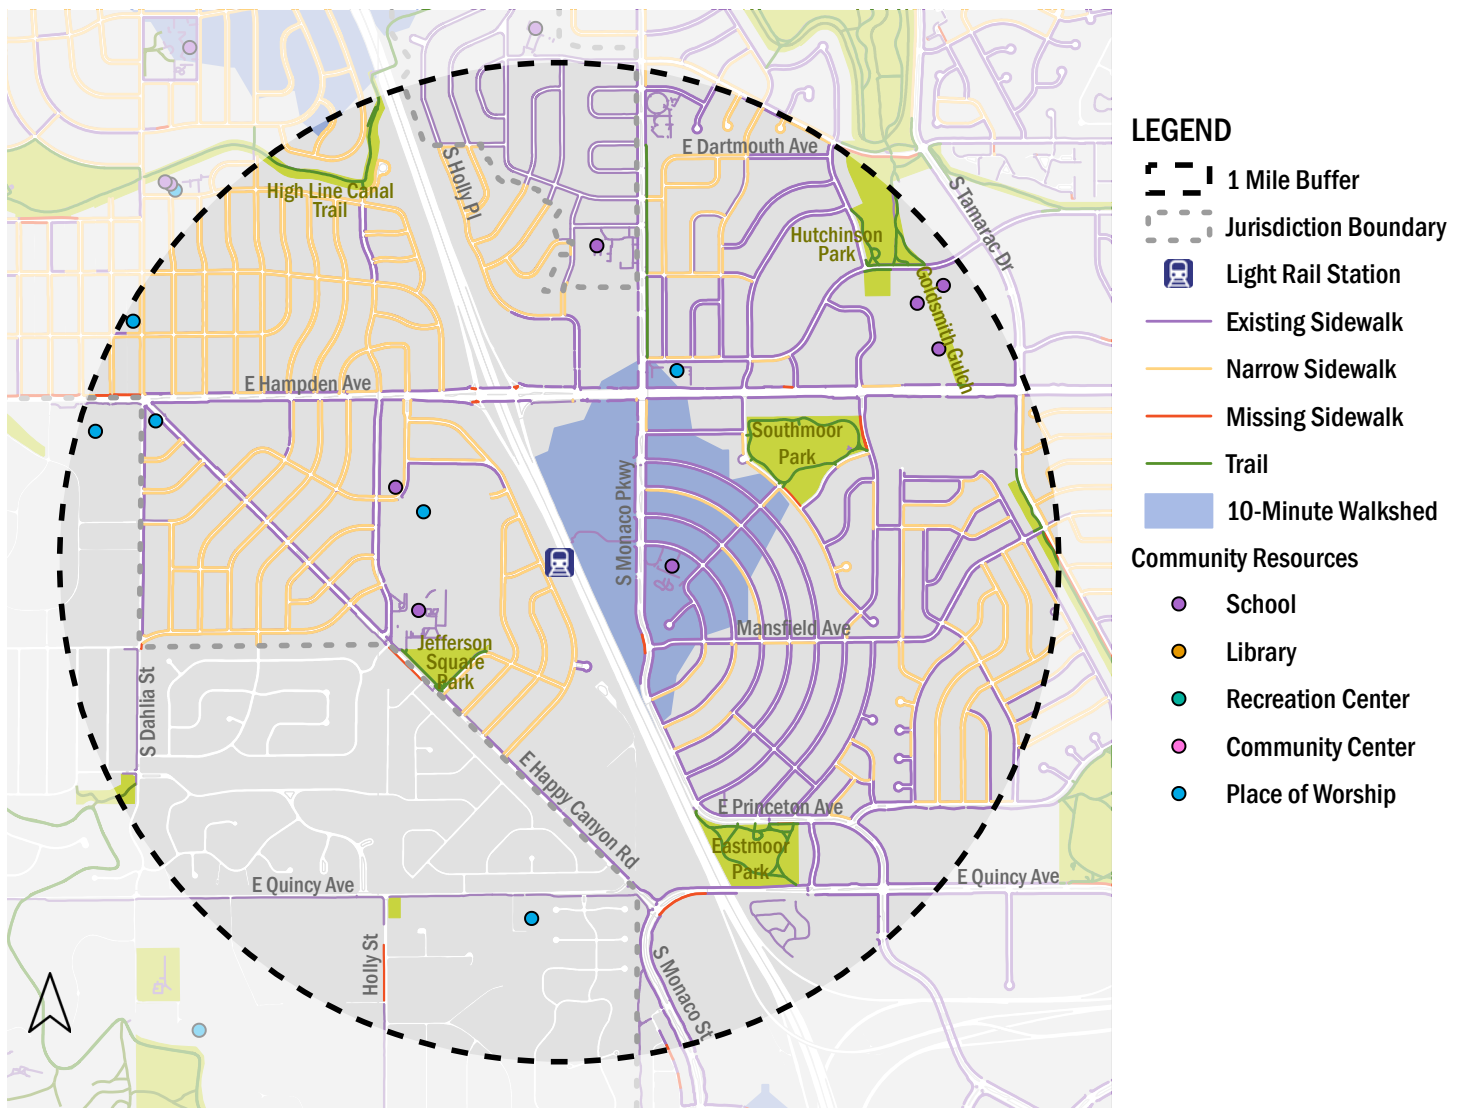 E Dartmouth Ave
S Holly Pl
High Line Canal
Trail
S Tamarac Dr
Hutchinson
Park
Goldsmith Gulch
E Hampden Ave
Southmoor
Park
S Monaco Pkwy
Mansfield Ave
Jefferson
Square
Park
S Dahlia St
E Happy Canyon Rd
E Princeton Ave
Eastmoor
Park
E Quincy Ave
E Quincy Ave
Holly St
S Monaco St
LEGEND
1 Mile Buffer
Jurisdiction Boundary
Light Rail Station
Existing Sidewalk
Narrow Sidewalk
Missing Sidewalk
Trail
10-Minute Walkshed
Community Resources
School
Library
Recreation Center
Community Center
Place of Worship